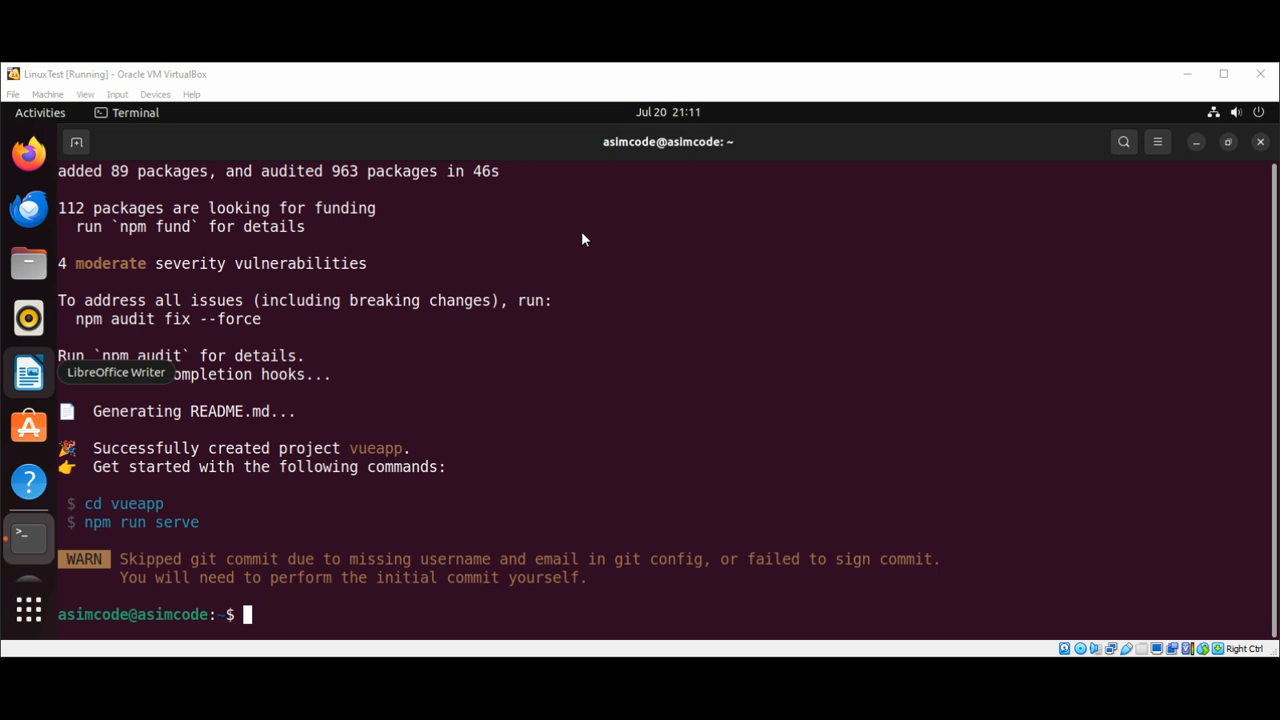 LinuxTest [Running] - Oracle VM VirtualBox
File Machine View Input Devices Help
Activities Terminal Jul 20 21:11
asimcode@asimcode: ~
added 89 packages, and audited 963 packages in 46s
112 packages are looking for funding
run `npm fund` for details
4 moderate severity vulnerabilities
To address all issues (including breaking changes), run:
npm audit fix --force
Run `npm audit` for details.
LibreOffice Writer ompletion hooks...
📄 Generating README.md...
🎉 Successfully created project vueapp.
👉 Get started with the following commands:
$ cd vueapp
$ npm run serve
WARN Skipped git commit due to missing username and email in git config, or failed to sign commit.
You will need to perform the initial commit yourself.
asimcode@asimcode:~$
Right Ctrl